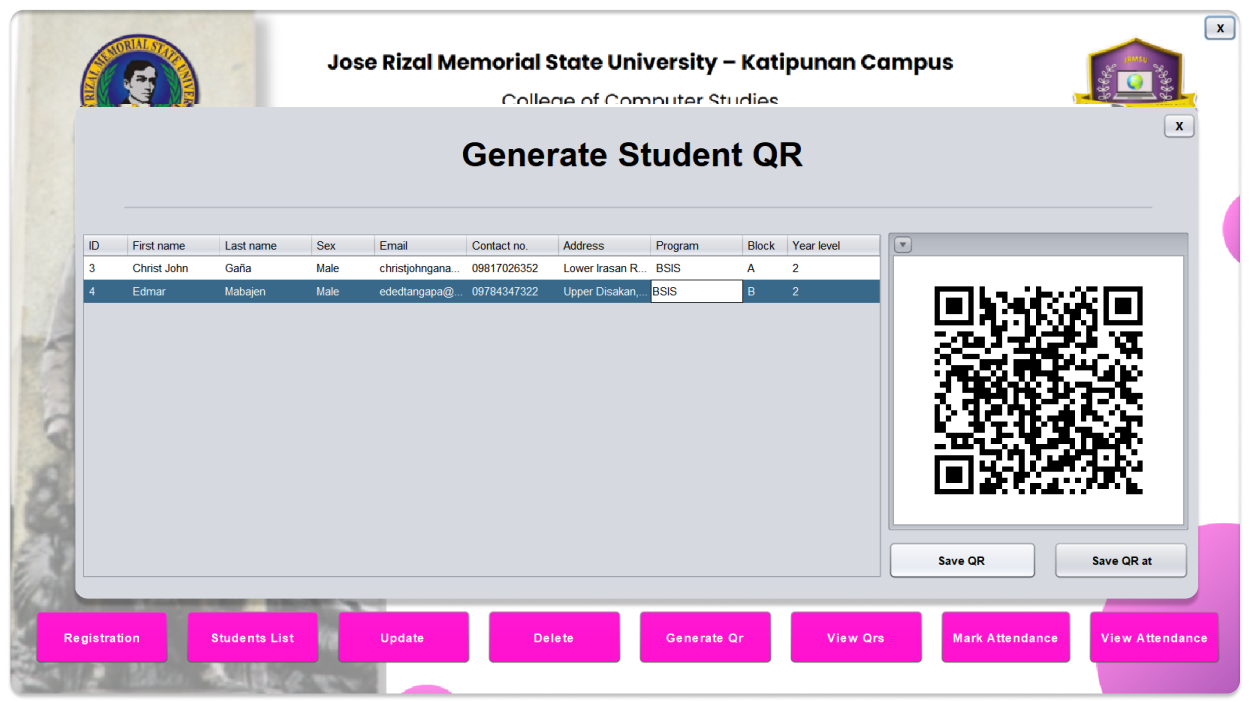 x
MEMORIAL STATE
RIZAL
JRMSU
Jose Rizal Memorial State University – Katipunan Campus
College of Computer Studies
x
Generate Student QR
ID First name Last name Sex Email Contact no. Address Program Block Year level
3 Christ John Gaña Male christjohngana... 09817026352 Lower Irasan R... BSIS A 2
4 Edmar Mabajen Male ededtangapa@... 09784347322 Upper Disakan,... BSIS B 2
Save QR Save QR at
Registration Students List Update Delete Generate Qr View Qrs Mark Attendance View Attendance